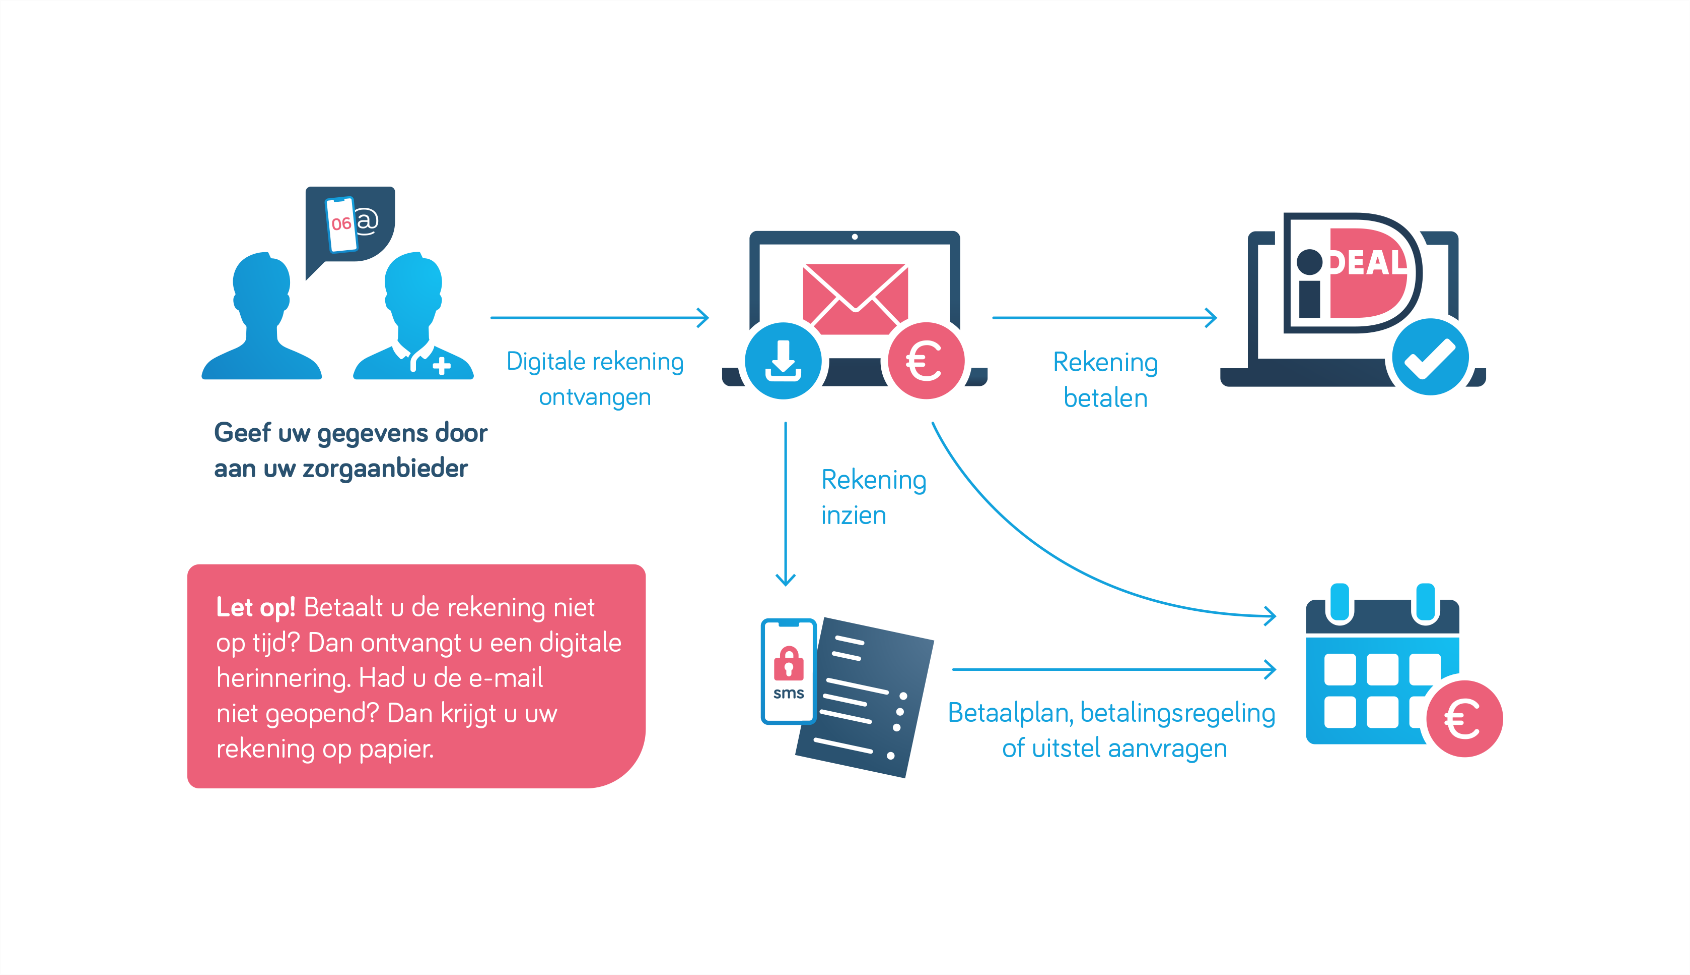 06
@
iDEAL
€
Digitale rekening
ontvangen
Rekening
betalen
Geef uw gegevens door
aan uw zorgaanbieder
Rekening
inzien
Let op! Betaalt u de rekening niet
op tijd? Dan ontvangt u een digitale
herinnering. Had u de e-mail
niet geopend? Dan krijgt u uw
rekening op papier.
sms
Betaalplan, betalingsregeling
of uitstel aanvragen
€